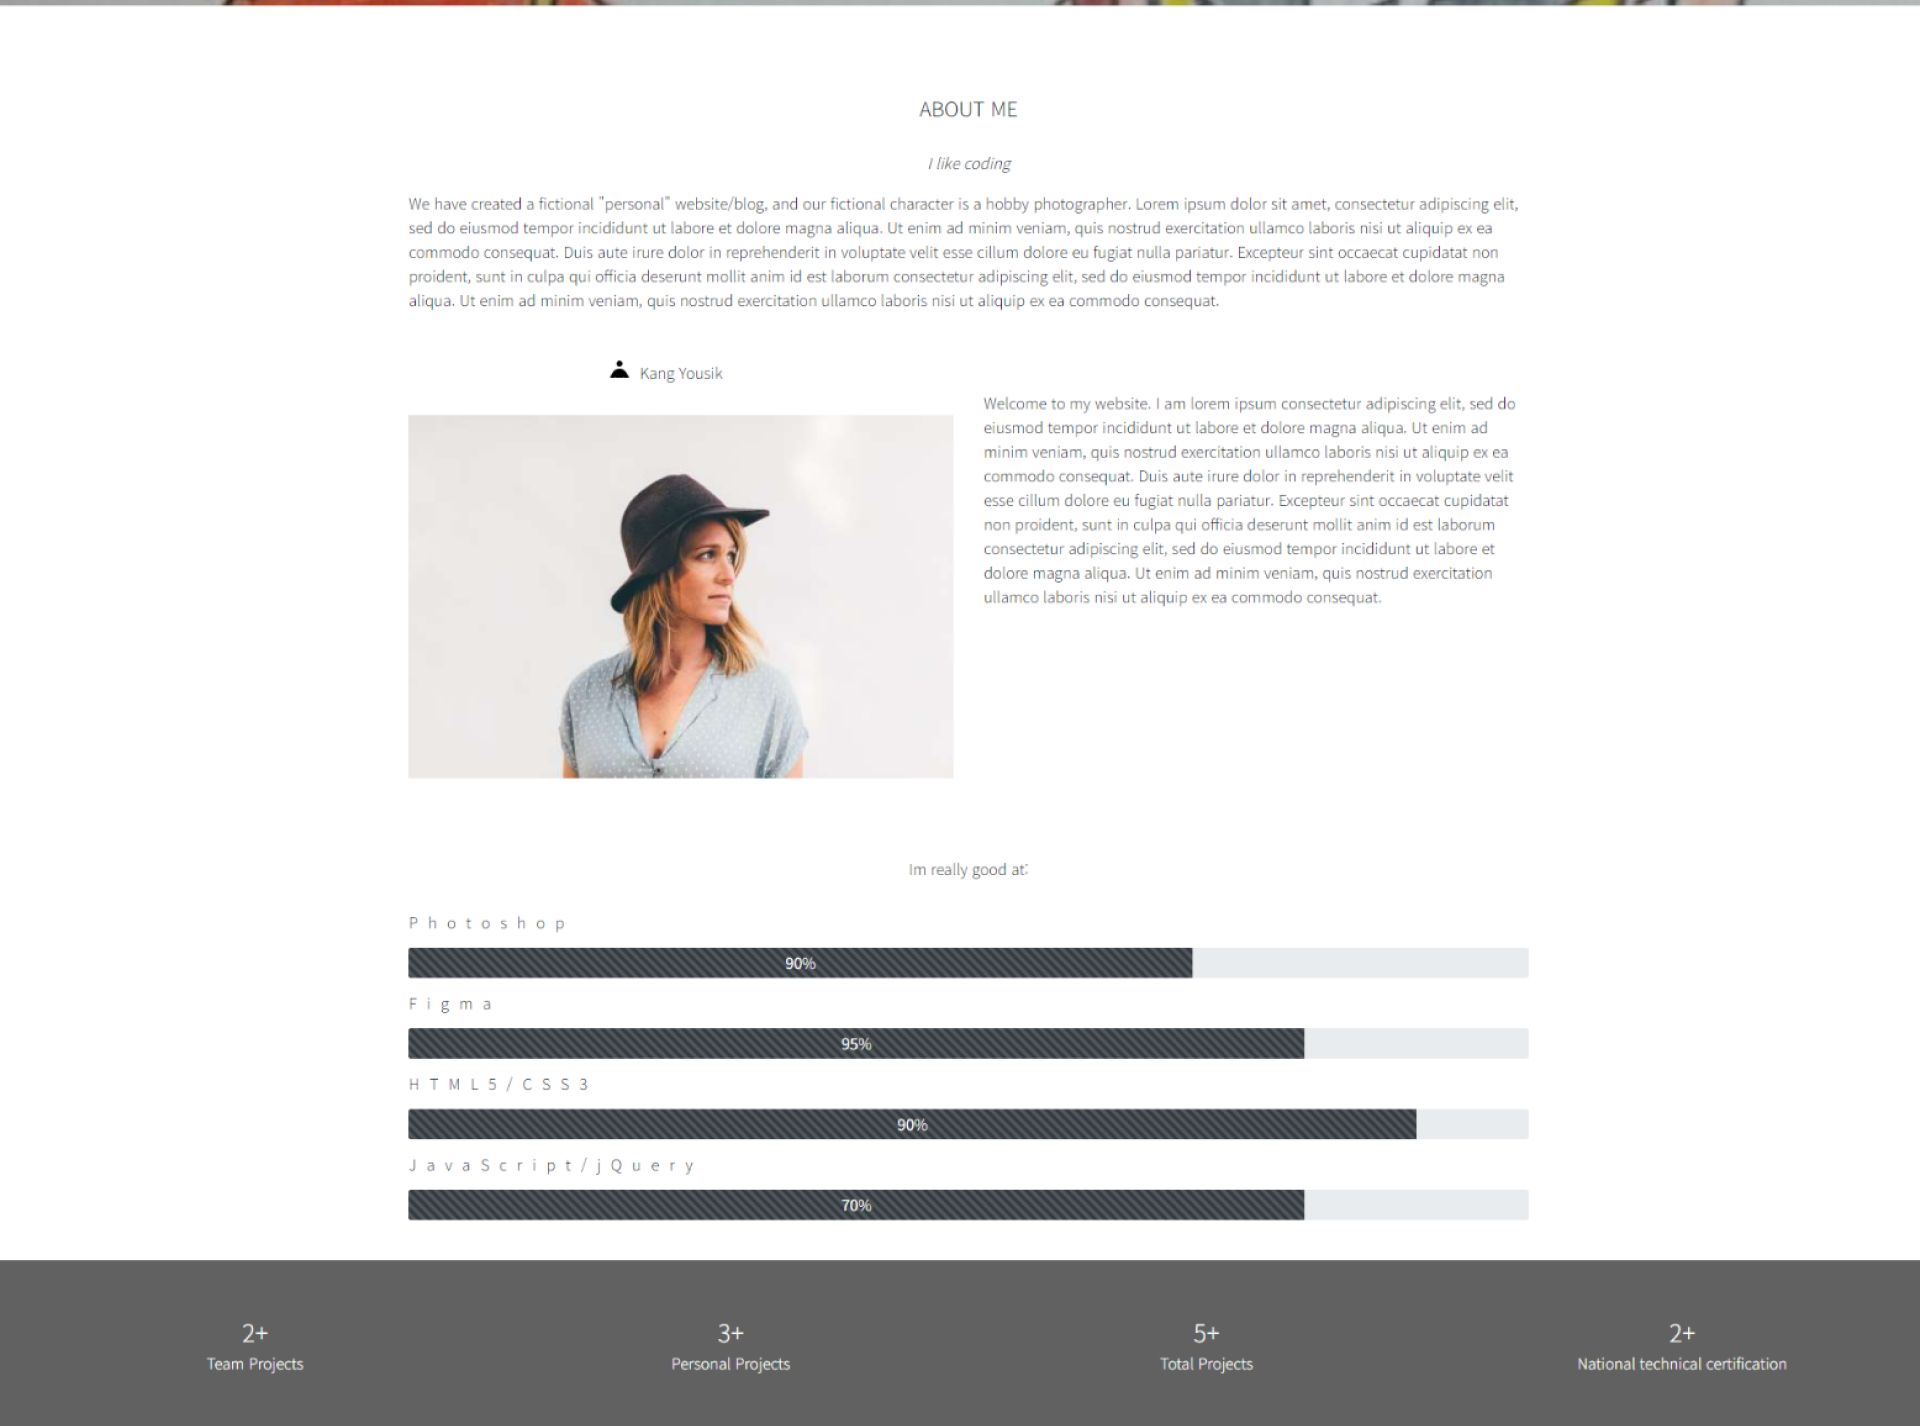 ABOUT ME
I like coding
We have created a fictional "personal" website/blog, and our fictional character is a hobby photographer. Lorem ipsum dolor sit amet, consectetur adipiscing elit,
sed do eiusmod tempor incididunt ut labore et dolore magna aliqua. Ut enim ad minim veniam, quis nostrud exercitation ullamco laboris nisi ut aliquip ex ea
commodo consequat. Duis aute irure dolor in reprehenderit in voluptate velit esse cillum dolore eu fugiat nulla pariatur. Excepteur sint occaecat cupidatat non
proident, sunt in culpa qui officia deserunt mollit anim id est laborum consectetur adipiscing elit, sed do eiusmod tempor incididunt ut labore et dolore magna
aliqua. Ut enim ad minim veniam, quis nostrud exercitation ullamco laboris nisi ut aliquip ex ea commodo consequat.
Kang Yousik
Welcome to my website. I am lorem ipsum consectetur adipiscing elit, sed do
eiusmod tempor incididunt ut labore et dolore magna aliqua. Ut enim ad
minim veniam, quis nostrud exercitation ullamco laboris nisi ut aliquip ex ea
commodo consequat. Duis aute irure dolor in reprehenderit in voluptate velit
esse cillum dolore eu fugiat nulla pariatur. Excepteur sint occaecat cupidatat
non proident, sunt in culpa qui officia deserunt mollit anim id est laborum
consectetur adipiscing elit, sed do eiusmod tempor incididunt ut labore et
dolore magna aliqua. Ut enim ad minim veniam, quis nostrud exercitation
ullamco laboris nisi ut aliquip ex ea commodo consequat.
Im really good at:
Photoshop
90%
Figma
95%
HTML5/CSS3
90%
JavaScript/jQuery
70%
2+
Team Projects
3+
Personal Projects
5+
Total Projects
2+
National technical certification